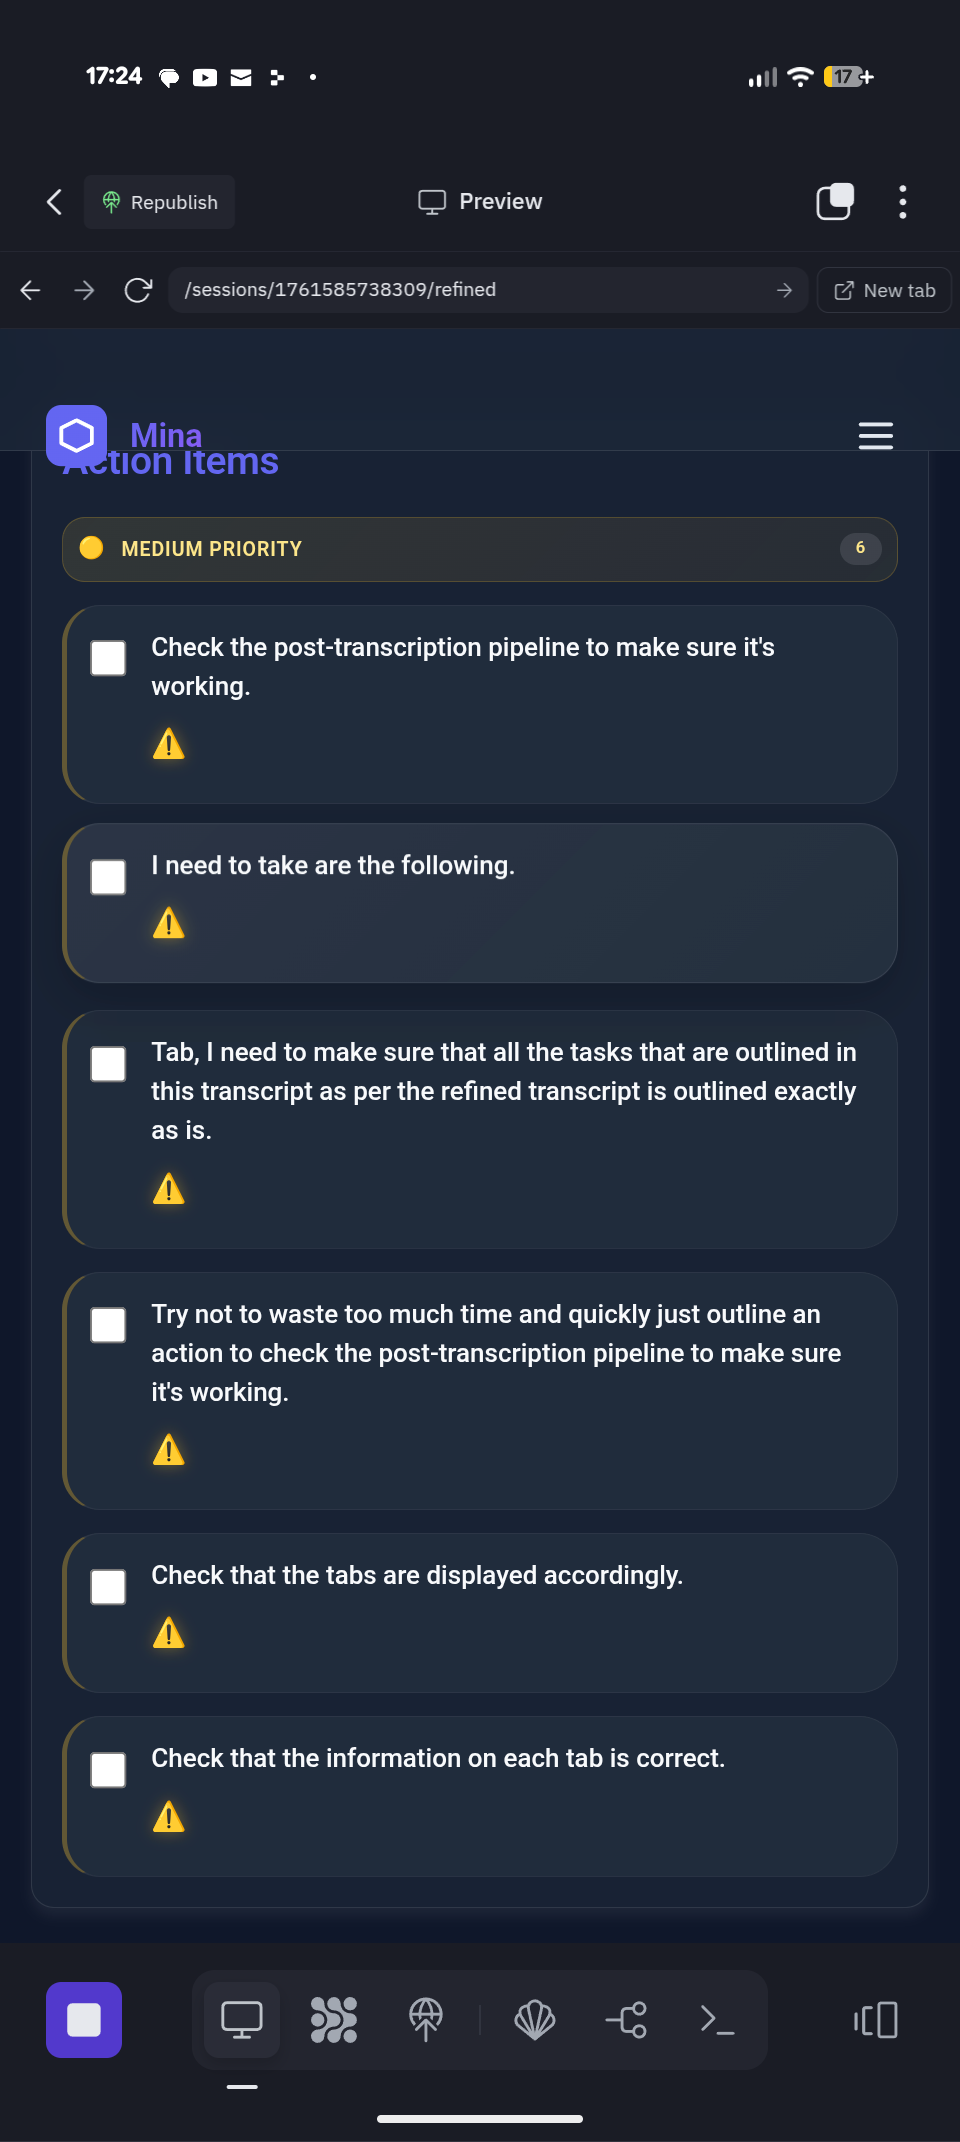 17:24
17+
Republish
Preview
/sessions/1761585738309/refined
New tab
Mina
Action Items
MEDIUM PRIORITY
6
Check the post-transcription pipeline to make sure it's
working.
I need to take are the following.
Tab, I need to make sure that all the tasks that are outlined in
this transcript as per the refined transcript is outlined exactly
as is.
Try not to waste too much time and quickly just outline an
action to check the post-transcription pipeline to make sure
it's working.
Check that the tabs are displayed accordingly.
Check that the information on each tab is correct.